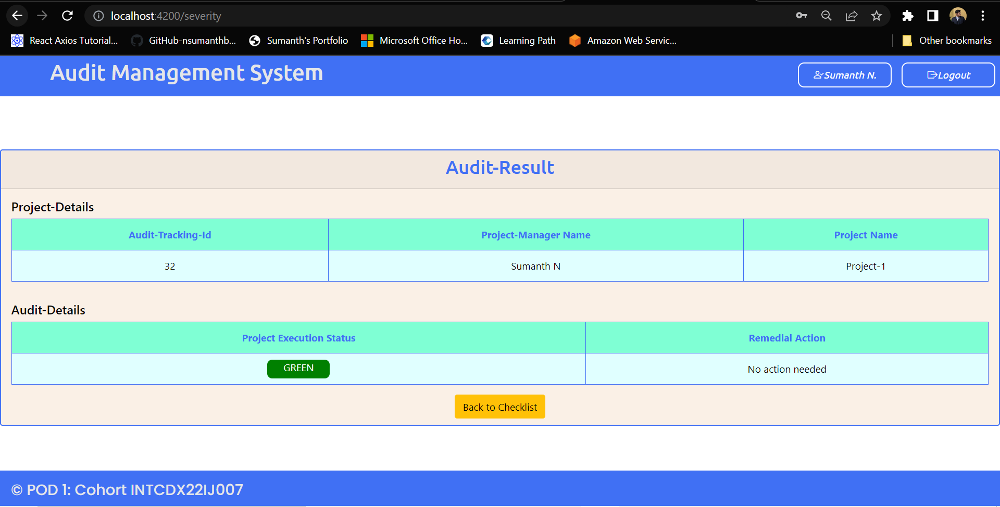 localhost:4200/severity
React Axios Tutorial... GitHub-nsumanthb... Sumanth's Portfolio Microsoft Office Ho... Learning Path Amazon Web Servic... Other bookmarks
Audit Management System Sumanth N. Logout
Audit-Result
Project-Details
Audit-Tracking-Id Project-Manager Name Project Name
32 Sumanth N Project-1
Audit-Details
Project Execution Status Remedial Action
GREEN No action needed
Back to Checklist
© POD 1: Cohort INTCDX22IJ007